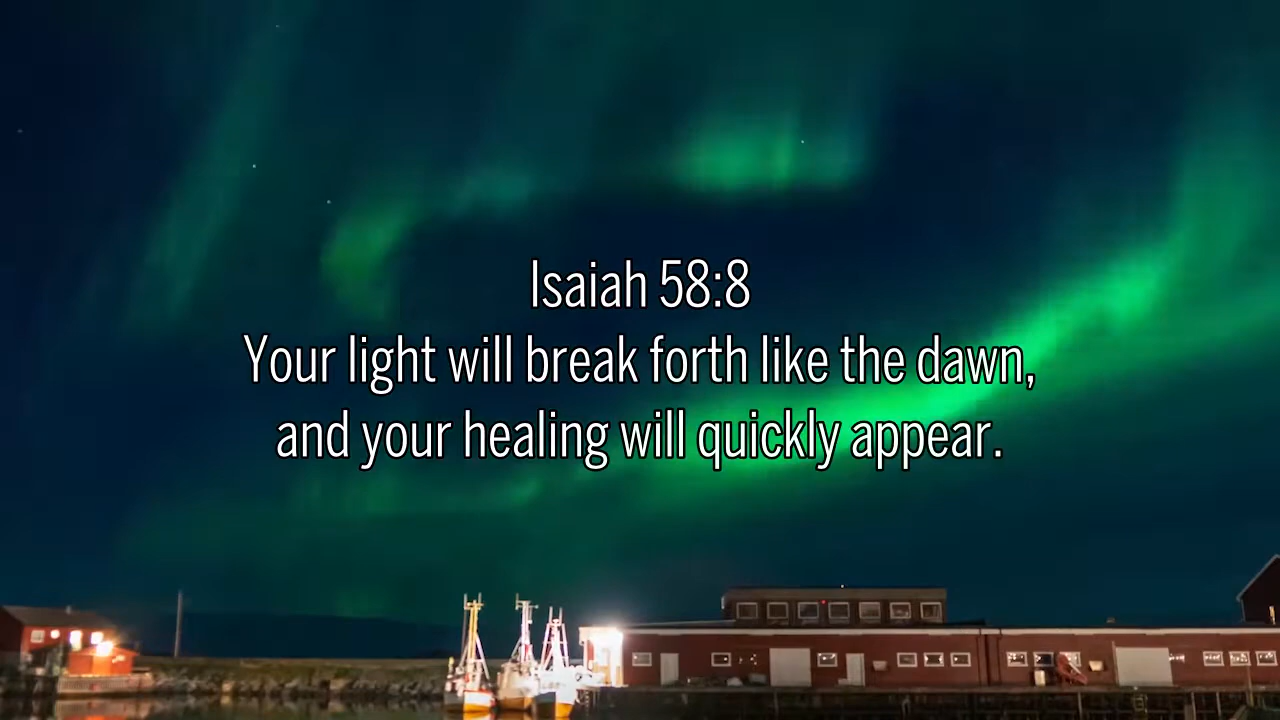 Isaiah 58:8
Your light will break forth like the dawn,
and your healing will quickly appear.